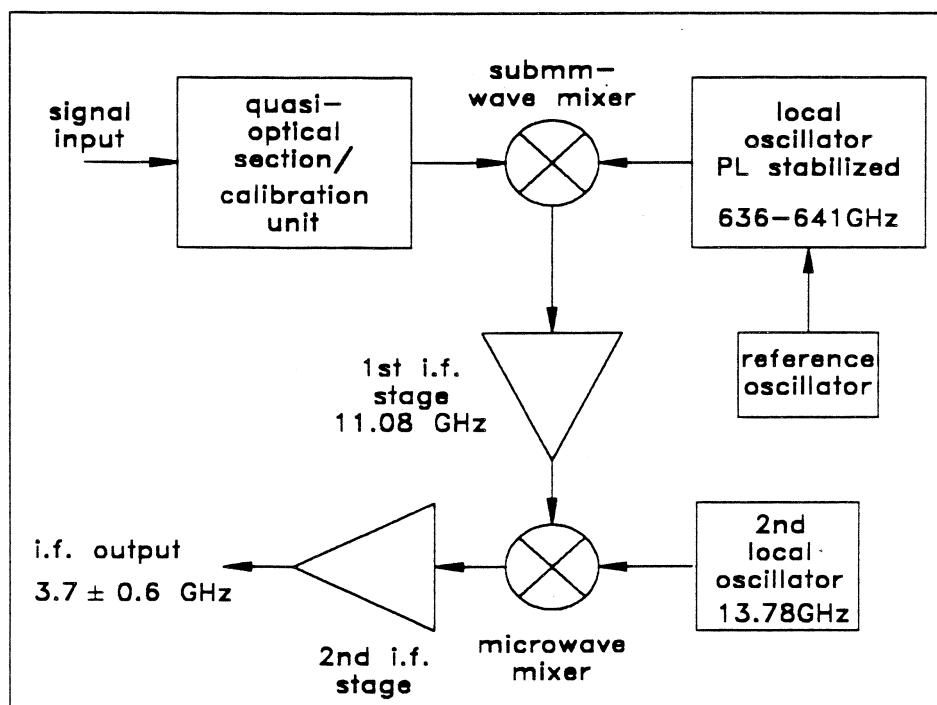 signal
input
quasi-
optical
section/
calibration
unit
submm-
wave mixer
local
oscillator
PL stabilized
636-641GHz
reference
oscillator
1st i.f.
stage
11.08 GHz
2nd
local
oscillator
13.78GHz
microwave
mixer
2nd i.f.
stage
i.f. output
3.7 ± 0.6 GHz